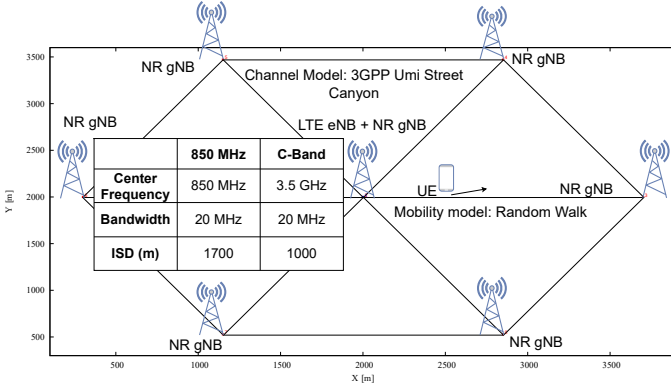 NR gNB
NR gNB
3500
Channel Model: 3GPP Umi Street
Canyon
3000
NR gNB
LTE eNB + NR gNB
2500
850 MHz C-Band
Center
Frequency 850 MHz 3.5 GHz
Bandwidth 20 MHz 20 MHz
ISD (m) 1700 1000
UE
NR gNB
2000
Y [m]
Mobility model: Random Walk
1500
1000
500
NR gNB
NR gNB
500 1000 1500 2000 2500 3000 3500
X [m]